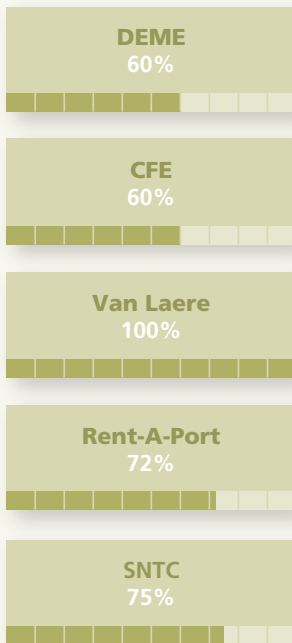 DEME
60%
CFE
60%
Van Laere
100%
Rent-A-Port
72%
SNTC
75%